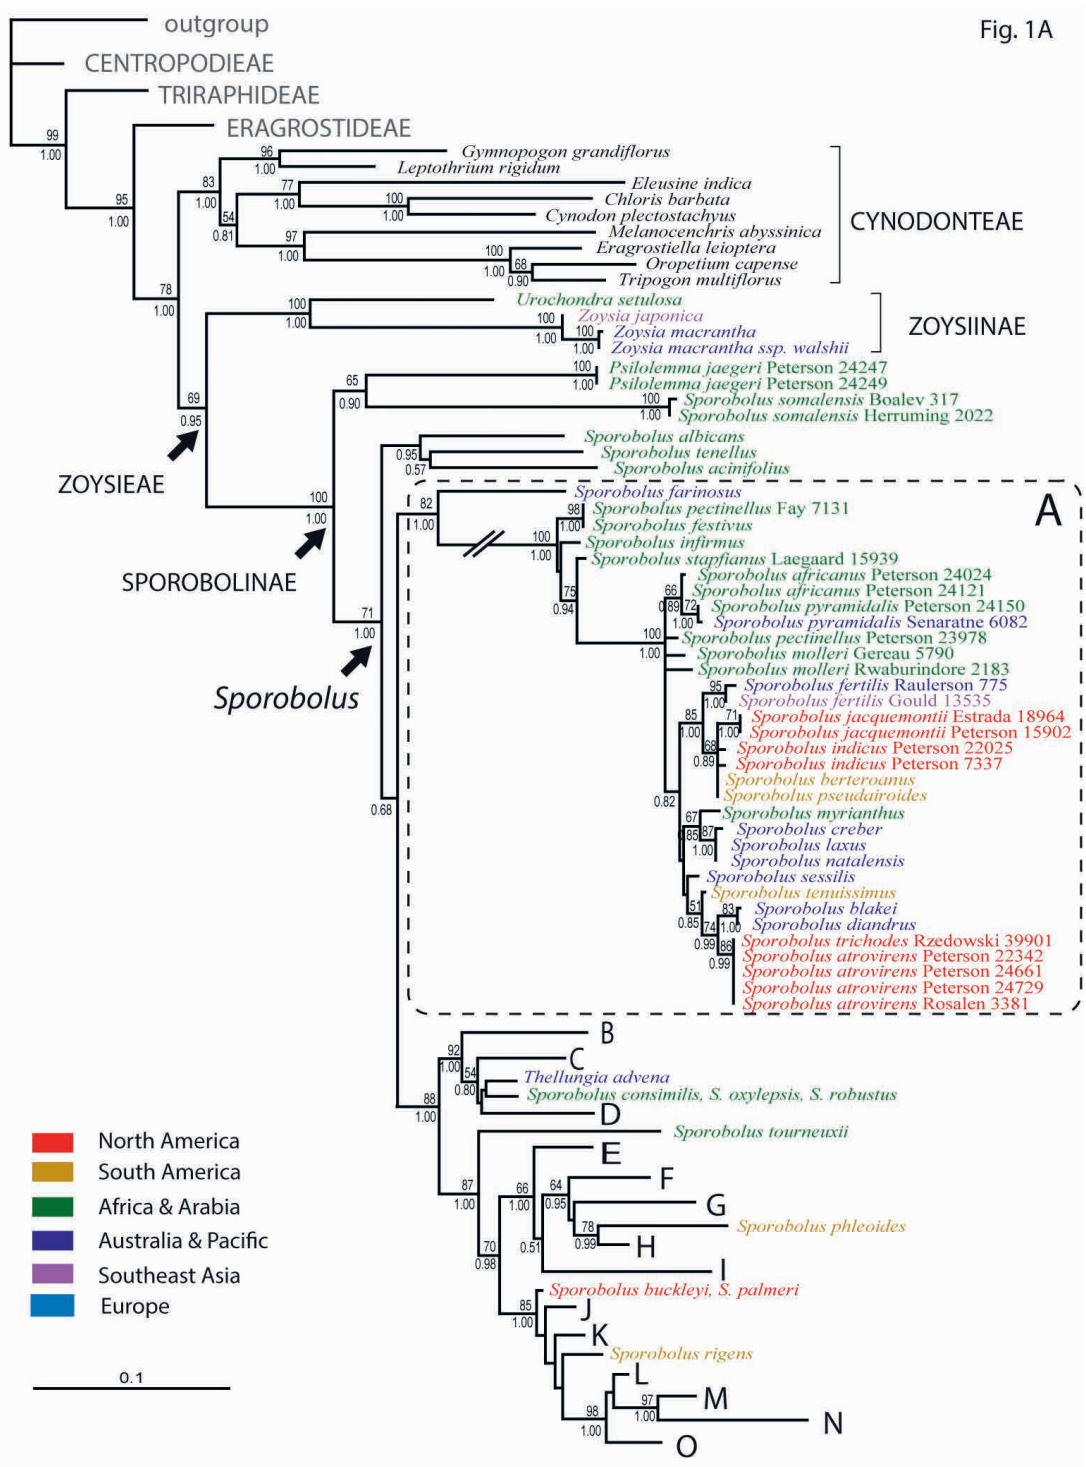 Fig. 1A
outgroup
CENTROPODIEAE
TRIRAPHIDEAE
99
1.00
ERAGROSTIDEAE
95
1.00
96
1.00
Gymnopogon grandiflorus
Leptothrium rigidum
83
1.00
77
1.00
Eleusine indica
100
1.00
Chloris barbata
Cynodon plectostachyus
54
0.81
97
1.00
Melanocenchris abyssinica
100
1.00
Eragrostiella leioptera
68
0.90
Oropetium capense
Tripogon multiflorus
CYNODONTEAE
78
1.00
100
1.00
Urochondra setulosa
100
1.00
Zoysia japonica
100
1.00
Zoysia macrantha
Zoysia macrantha ssp. walshii
ZOYSIINAE
69
0.95
ZOYSIEAE
65
0.90
100
1.00
Psilolemma jaegeri Peterson 24247
Psilolemma jaegeri Peterson 24249
100
1.00
Sporobolus somalensis Boalev 317
Sporobolus somalensis Herruming 2022
100
1.00
SPOROBOLINAE
0.95
0.57
Sporobolus albicans
Sporobolus tenellus
Sporobolus acinifolius
71
1.00
Sporobolus
0.68
A
82
1.00
Sporobolus farinosus
98
1.00
Sporobolus pectinellus Fay 7131
Sporobolus festivus
100
1.00
Sporobolus infirmus
75
0.94
Sporobolus stapfianus Laegaard 15939
66
0.89
Sporobolus africanus Peterson 24024
Sporobolus africanus Peterson 24121
72
1.00
Sporobolus pyramidalis Peterson 24150
Sporobolus pyramidalis Senaratne 6082
100
1.00
Sporobolus pectinellus Peterson 23978
Sporobolus molleri Gereau 5790
Sporobolus molleri Rwaburindore 2183
95
1.00
Sporobolus fertilis Raulerson 775
Sporobolus fertilis Gould 13535
85
1.00
71
1.00
Sporobolus jacquemontii Estrada 18964
Sporobolus jacquemontii Peterson 15902
68
0.89
Sporobolus indicus Peterson 22025
Sporobolus indicus Peterson 7337
Sporobolus berteroanus
Sporobolus pseudairoides
0.82
67
0.85
Sporobolus myrianthus
87
1.00
Sporobolus creber
Sporobolus laxus
Sporobolus natalensis
Sporobolus sessilis
51
0.85
Sporobolus tenuissimus
83
1.00
Sporobolus blakei
Sporobolus diandrus
74
0.99
86
0.99
Sporobolus trichodes Rzedowski 39901
Sporobolus atrovirens Peterson 22342
Sporobolus atrovirens Peterson 24661
Sporobolus atrovirens Peterson 24729
Sporobolus atrovirens Rosalen 3381
88
1.00
92
1.00
B
54
0.80
C
Thellungia advena
Sporobolus consimilis, S. oxylepsis, S. robustus
D
87
1.00
Sporobolus tourneuxii
70
0.98
66
1.00
E
0.51
64
0.95
F
G
78
0.99
Sporobolus phleoides
H
I
85
1.00
Sporobolus buckleyi, S. palmeri
J
K
Sporobolus rigens
98
1.00
L
97
1.00
M
N
O
North America
South America
Africa & Arabia
Australia & Pacific
Southeast Asia
Europe
0.1